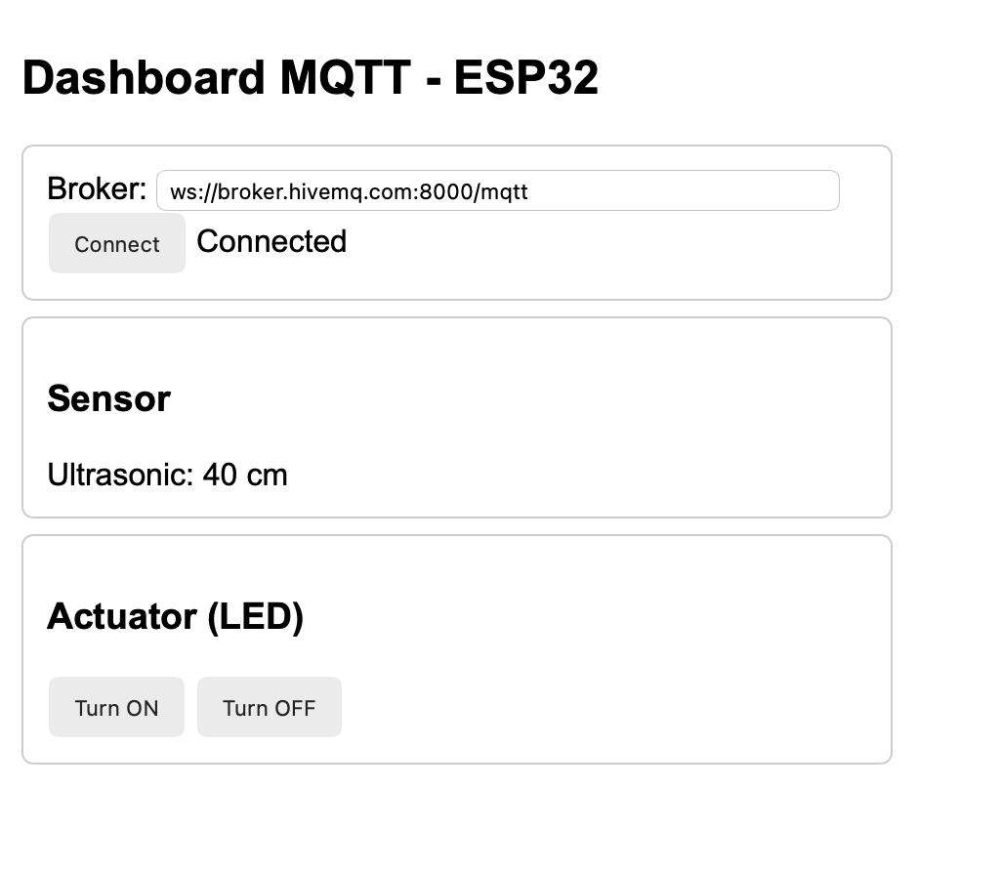 Dashboard MQTT - ESP32
Broker: ws://broker.hivemq.com:8000/mqtt
Connect Connected
Sensor
Ultrasonic: 40 cm
Actuator (LED)
Turn ON Turn OFF